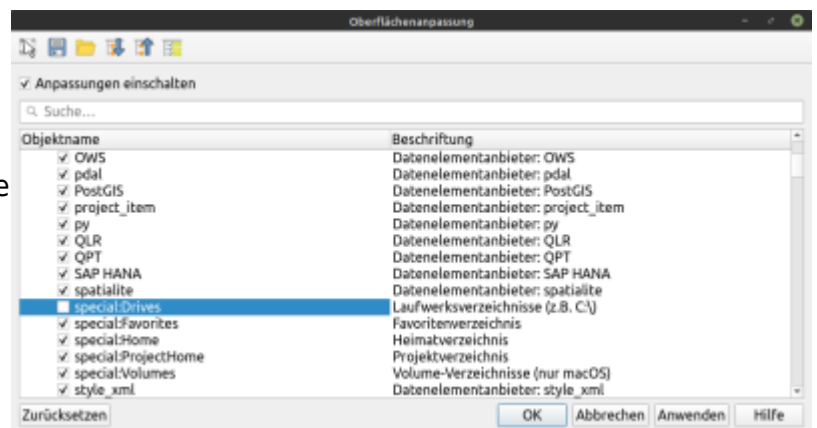 Oberflächenanpassung
Anpassungen einschalten
Suche...
Objektname Beschriftung
OWS Datenelementanbieter: OWS
e
pdal Datenelementanbieter: pdal
PostGIS Datenelementanbieter: PostGIS
project_item Datenelementanbieter: project_item
py Datenelementanbieter: py
QLR Datenelementanbieter: QLR
QPT Datenelementanbieter: QPT
SAP HANA Datenelementanbieter: SAP HANA
spatialite Datenelementanbieter: spatialite
special:Drives Laufwerksverzeichnisse (z.B. C:\)
special:Favorites Favoritenverzeichnis
special:Home Heimatverzeichnis
special:ProjectHome Projektverzeichnis
special:Volumes Volume-Verzeichnisse (nur macOS)
style_xml Datenelementanbieter: style_xml
Zurücksetzen OK Abbrechen Anwenden Hilfe